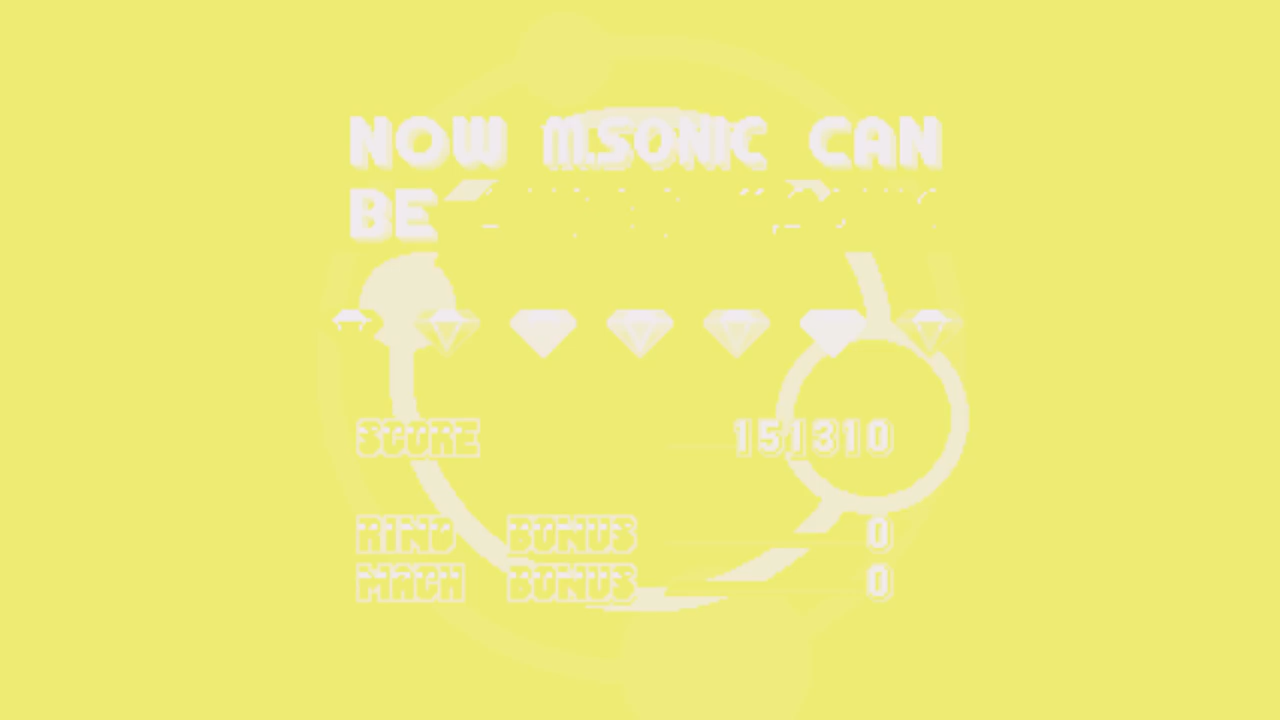 NOW M.SONIC CAN
BE
SCORE 151310
RING BONUS 0
MACH BONUS 0